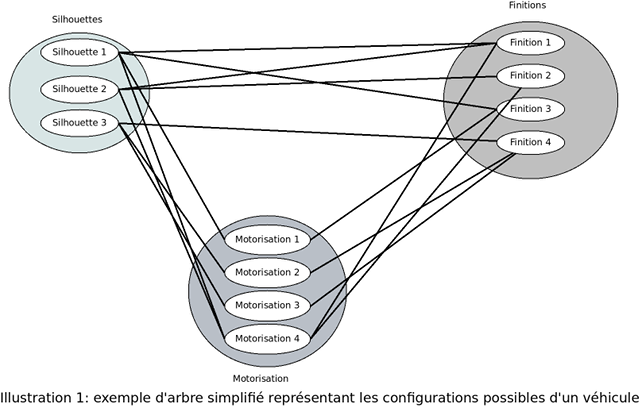 Finitions
Silhouettes
Silhouette 1
Silhouette 2
Silhouette 3
Finition 1
Finition 2
Finition 3
Finition 4
Motorisation 1
Motorisation 2
Motorisation 3
Motorisation 4
Motorisation
Illustration 1: exemple d'arbre simplifié représentant les configurations possibles d'un véhicule